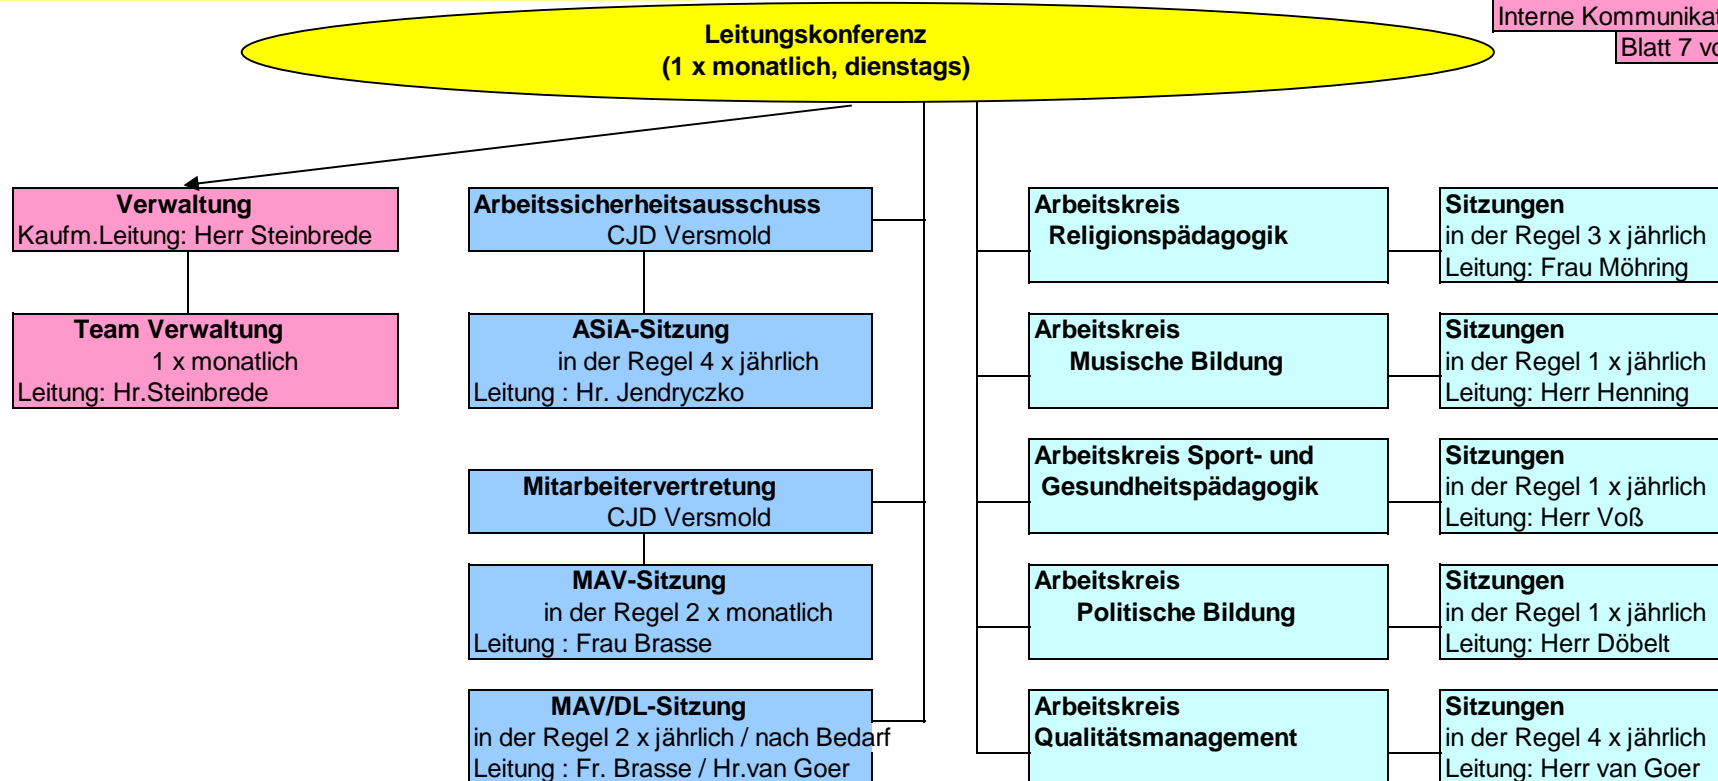 Interne Kommunikat
Blatt 7 vo
Leitungskonferenz
(1 x monatlich, dienstags)
Verwaltung
Kaufm.Leitung: Herr Steinbrede
Team Verwaltung
1 x monatlich
Leitung: Hr.Steinbrede
Arbeitssicherheitsausschuss
CJD Versmold
ASiA-Sitzung
in der Regel 4 x jährlich
Leitung : Hr. Jendryczko
Mitarbeitervertretung
CJD Versmold
MAV-Sitzung
in der Regel 2 x monatlich
Leitung : Frau Brasse
MAV/DL-Sitzung
in der Regel 2 x jährlich / nach Bedarf
Leitung : Fr. Brasse / Hr.van Goer
Arbeitskreis
Religionspädagogik
Sitzungen
in der Regel 3 x jährlich
Leitung: Frau Möhring
Arbeitskreis
Musische Bildung
Sitzungen
in der Regel 1 x jährlich
Leitung: Herr Henning
Arbeitskreis Sport- und
Gesundheitspädagogik
Sitzungen
in der Regel 1 x jährlich
Leitung: Herr Voß
Arbeitskreis
Politische Bildung
Sitzungen
in der Regel 1 x jährlich
Leitung: Herr Döbelt
Arbeitskreis
Qualitätsmanagement
Sitzungen
in der Regel 4 x jährlich
Leitung: Herr van Goer